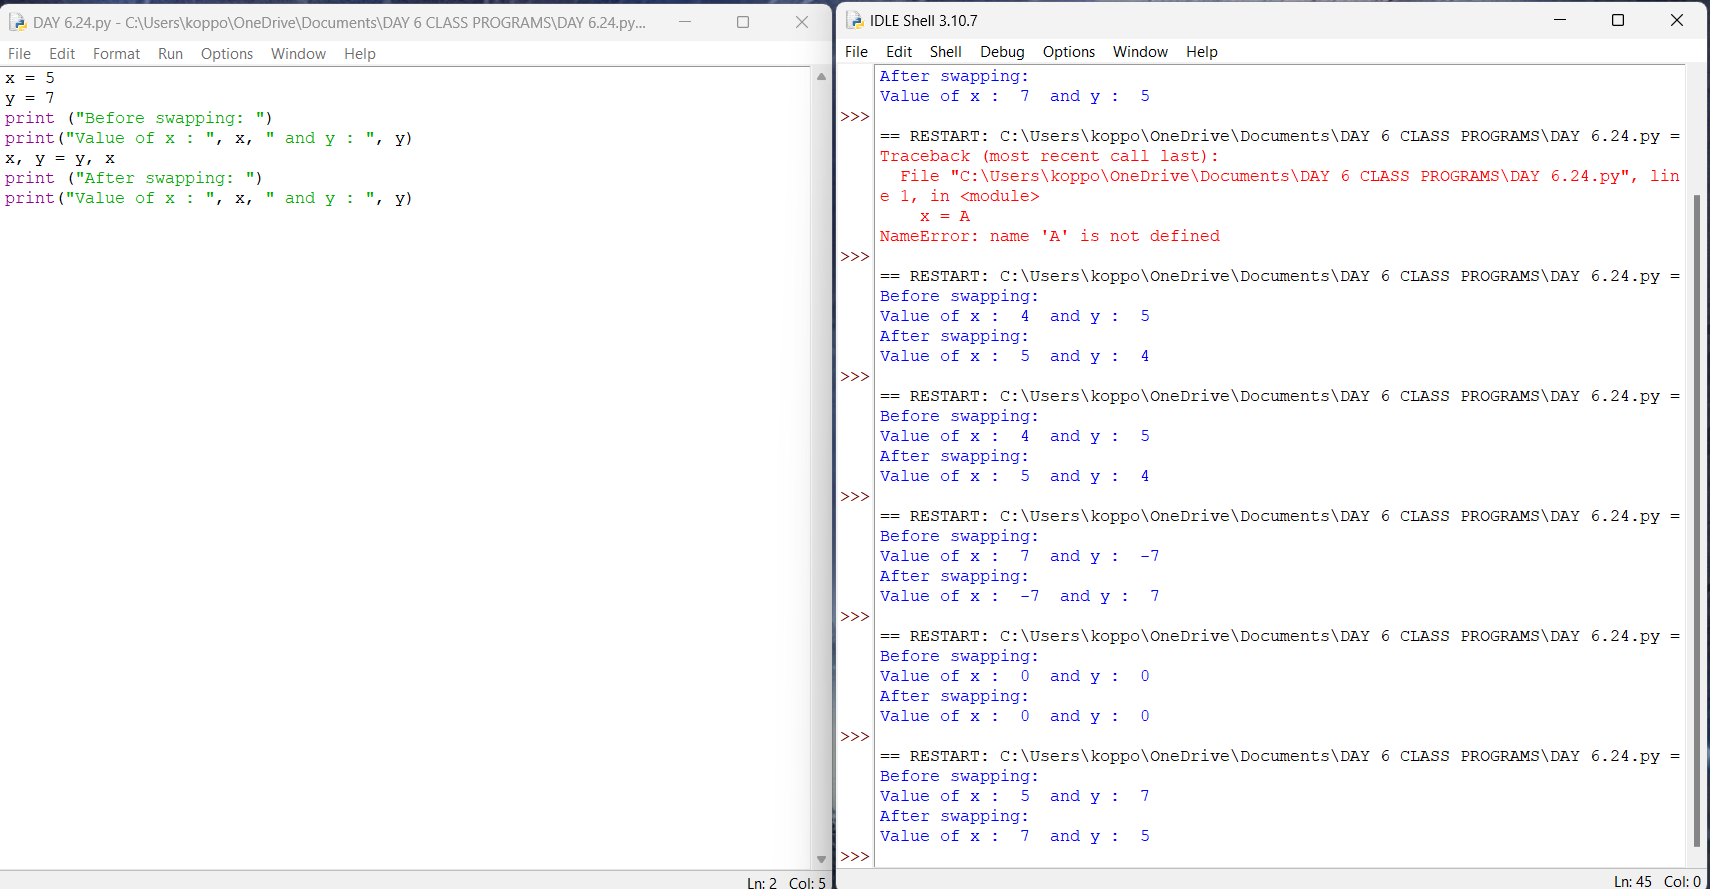 DAY 6.24.py - C:\Users\koppo\OneDrive\Documents\DAY 6 CLASS PROGRAMS\DAY 6.24.py...
File Edit Format Run Options Window Help
x = 5
y = 7
print ("Before swapping: ")
print("Value of x : ", x, " and y : ", y)
x, y = y, x
print ("After swapping: ")
print("Value of x : ", x, " and y : ", y)
Ln: 2 Col: 5
IDLE Shell 3.10.7
File Edit Shell Debug Options Window Help
After swapping:
Value of x :  7  and y :  5
>>>
== RESTART: C:\Users\koppo\OneDrive\Documents\DAY 6 CLASS PROGRAMS\DAY 6.24.py =
Traceback (most recent call last):
  File "C:\Users\koppo\OneDrive\Documents\DAY 6 CLASS PROGRAMS\DAY 6.24.py", lin
e 1, in <module>
    x = A
NameError: name 'A' is not defined
>>>
== RESTART: C:\Users\koppo\OneDrive\Documents\DAY 6 CLASS PROGRAMS\DAY 6.24.py =
Before swapping:
Value of x :  4  and y :  5
After swapping:
Value of x :  5  and y :  4
>>>
== RESTART: C:\Users\koppo\OneDrive\Documents\DAY 6 CLASS PROGRAMS\DAY 6.24.py =
Before swapping:
Value of x :  4  and y :  5
After swapping:
Value of x :  5  and y :  4
>>>
== RESTART: C:\Users\koppo\OneDrive\Documents\DAY 6 CLASS PROGRAMS\DAY 6.24.py =
Before swapping:
Value of x :  7  and y :  -7
After swapping:
Value of x :  -7  and y :  7
>>>
== RESTART: C:\Users\koppo\OneDrive\Documents\DAY 6 CLASS PROGRAMS\DAY 6.24.py =
Before swapping:
Value of x :  0  and y :  0
After swapping:
Value of x :  0  and y :  0
>>>
== RESTART: C:\Users\koppo\OneDrive\Documents\DAY 6 CLASS PROGRAMS\DAY 6.24.py =
Before swapping:
Value of x :  5  and y :  7
After swapping:
Value of x :  7  and y :  5
>>>
Ln: 45 Col: 0